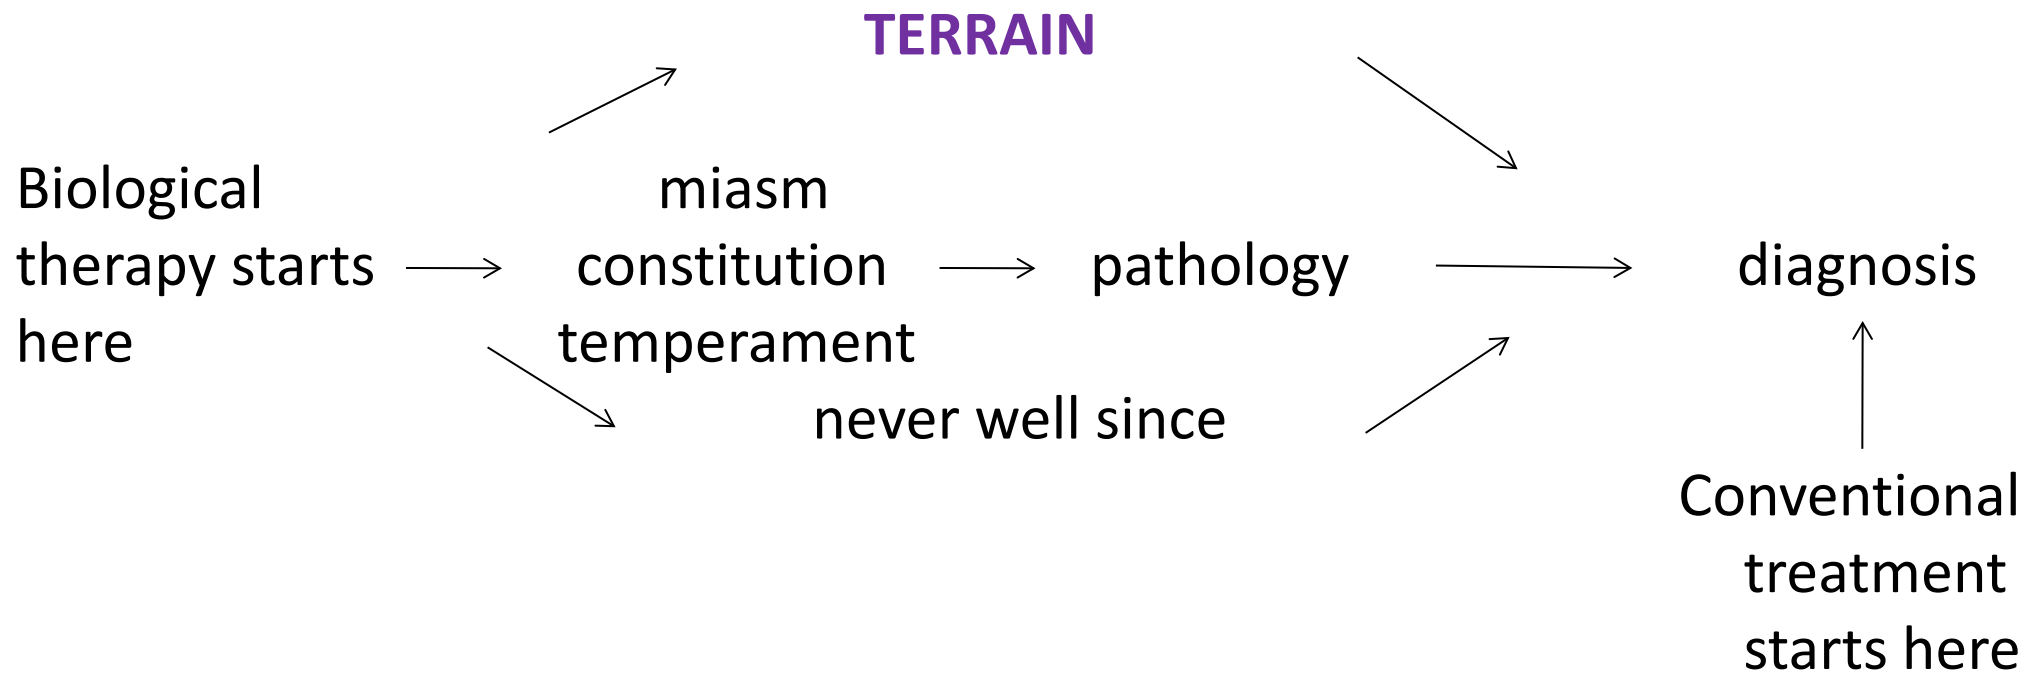 TERRAIN
Biological
therapy starts
here
miasm
constitution
temperament
pathology
diagnosis
never well since
Conventional
treatment
starts here